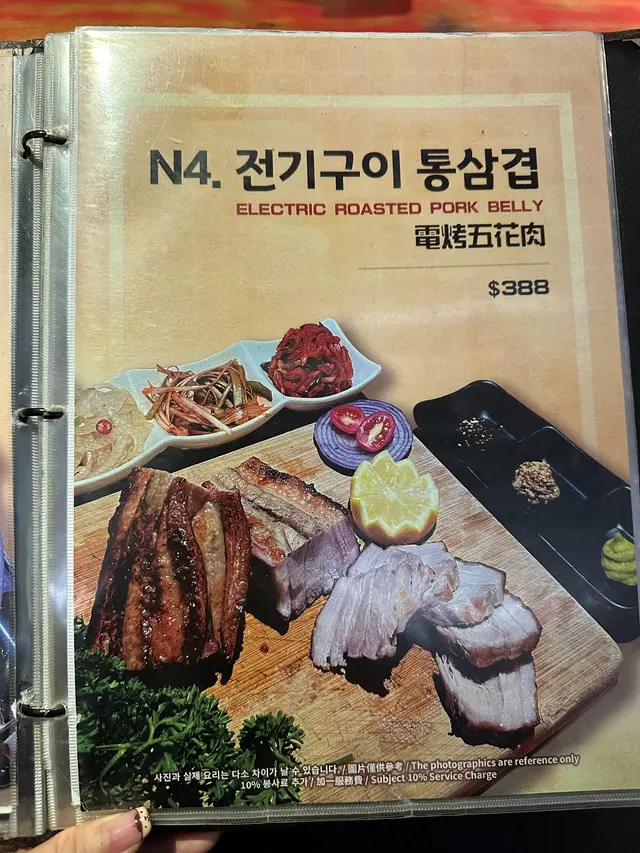 N4. 전기구이 통삼겹
ELECTRIC ROASTED PORK BELLY
電烤五花肉
$388
사진과 실제 요리는 다소 차이가 날 수 있습니다. / 圖片僅供參考 / The photographics are reference only
10% 봉사료 추가 / 加一服務費 / Subject 10% Service Charge